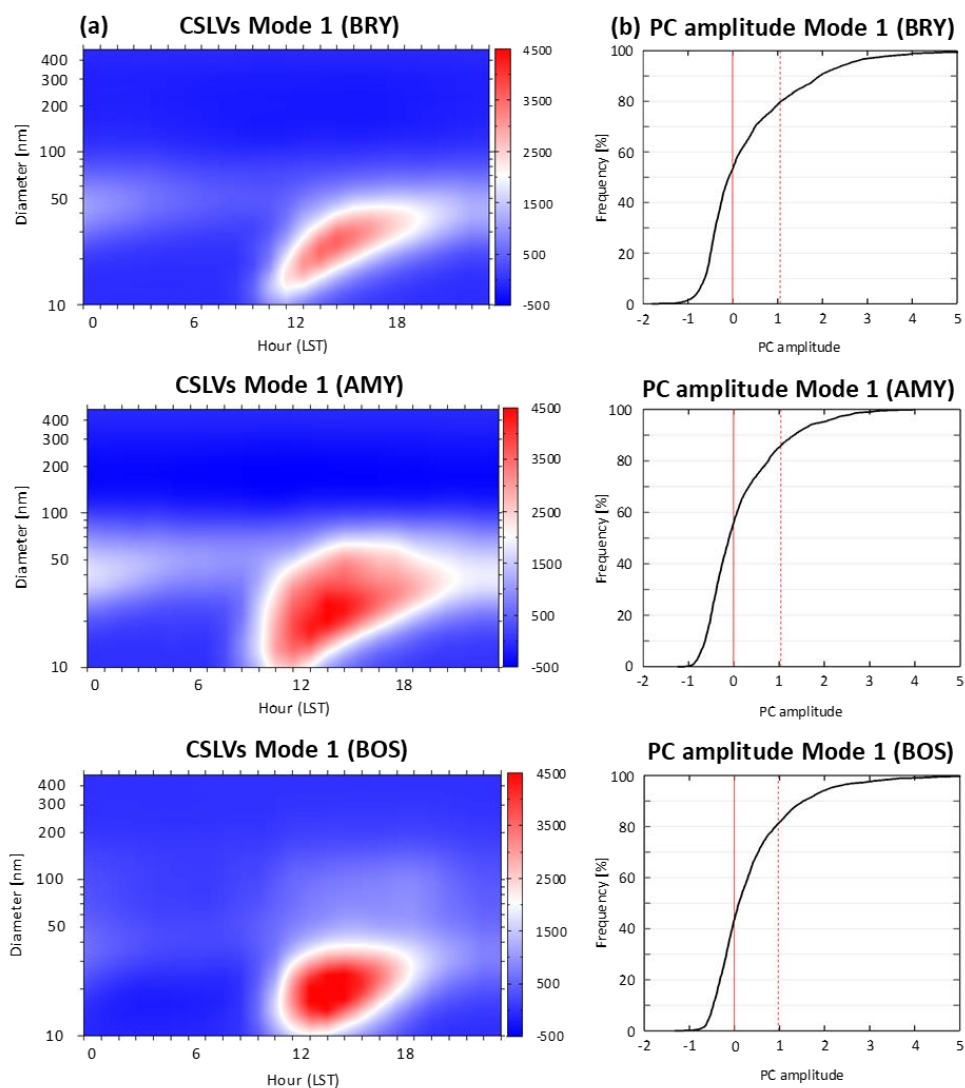 (a) CSLVs Mode 1 (BRY)
(b) PC amplitude Mode 1 (BRY)
Diameter [nm]
400
300
200
100
50
10
0 6 12 18
Hour (LST)
4500
3500
2500
1500
500
-500
Frequency [%]
100
80
60
40
20
0
-2 -1 0 1 2 3 4 5
PC amplitude
CSLVs Mode 1 (AMY)
PC amplitude Mode 1 (AMY)
Diameter [nm]
400
300
200
100
50
10
0 6 12 18
Hour (LST)
4500
3500
2500
1500
500
-500
Frequency [%]
100
80
60
40
20
0
-2 -1 0 1 2 3 4 5
PC amplitude
CSLVs Mode 1 (BOS)
PC amplitude Mode 1 (BOS)
Diameter [nm]
400
300
200
100
50
10
0 6 12 18
Hour (LST)
4500
3500
2500
1500
500
-500
Frequency [%]
100
80
60
40
20
0
-2 -1 0 1 2 3 4 5
PC amplitude